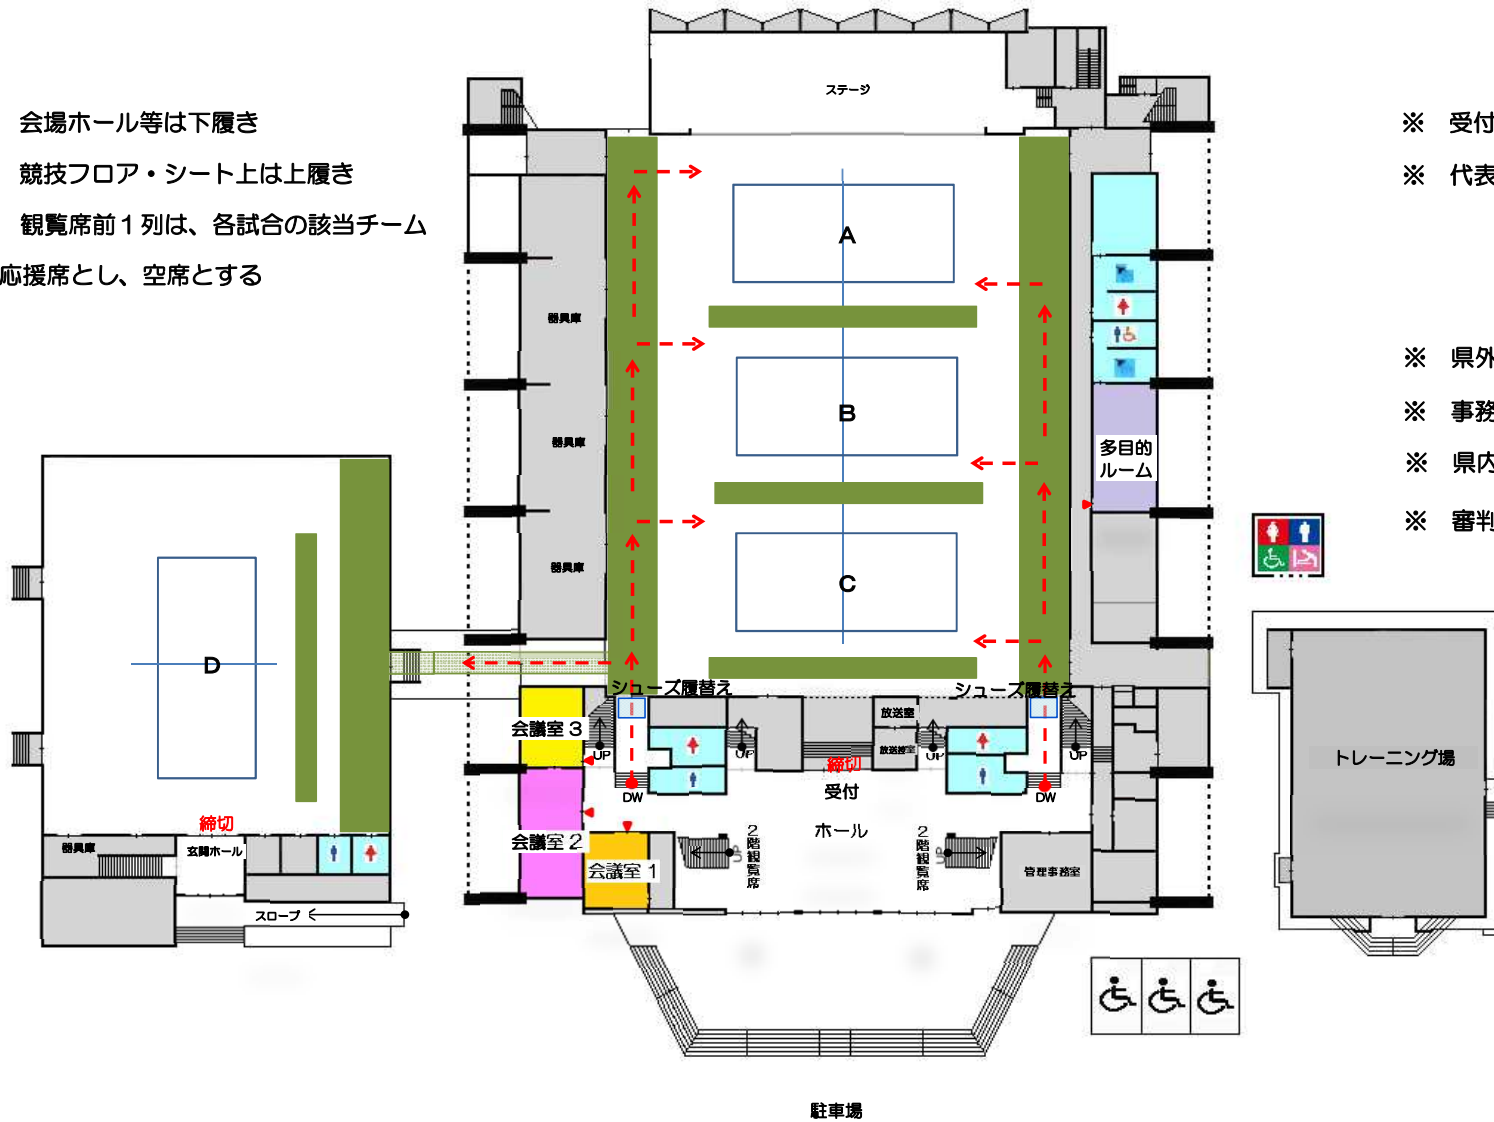 会場ホール等は下履き
競技フロア・シート上は上履き
観覧席前１列は、各試合の該当チーム
応援席とし、空席とする
※ 受付
※ 代表
※ 県外
※ 事務
※ 県内
※ 審判
ステージ
A
B
C
D
器具庫
器具庫
器具庫
多目的
ルーム
シューズ履替え
シューズ履替え
会議室３
会議室２
会議室１
UP
UP
UP
UP
DW
DW
放送室
放送控室
締切
受付
ホール
２階観覧席
２階観覧席
UP
UP
管理事務室
トレーニング場
締切
器具庫
玄関ホール
スロープ
駐車場